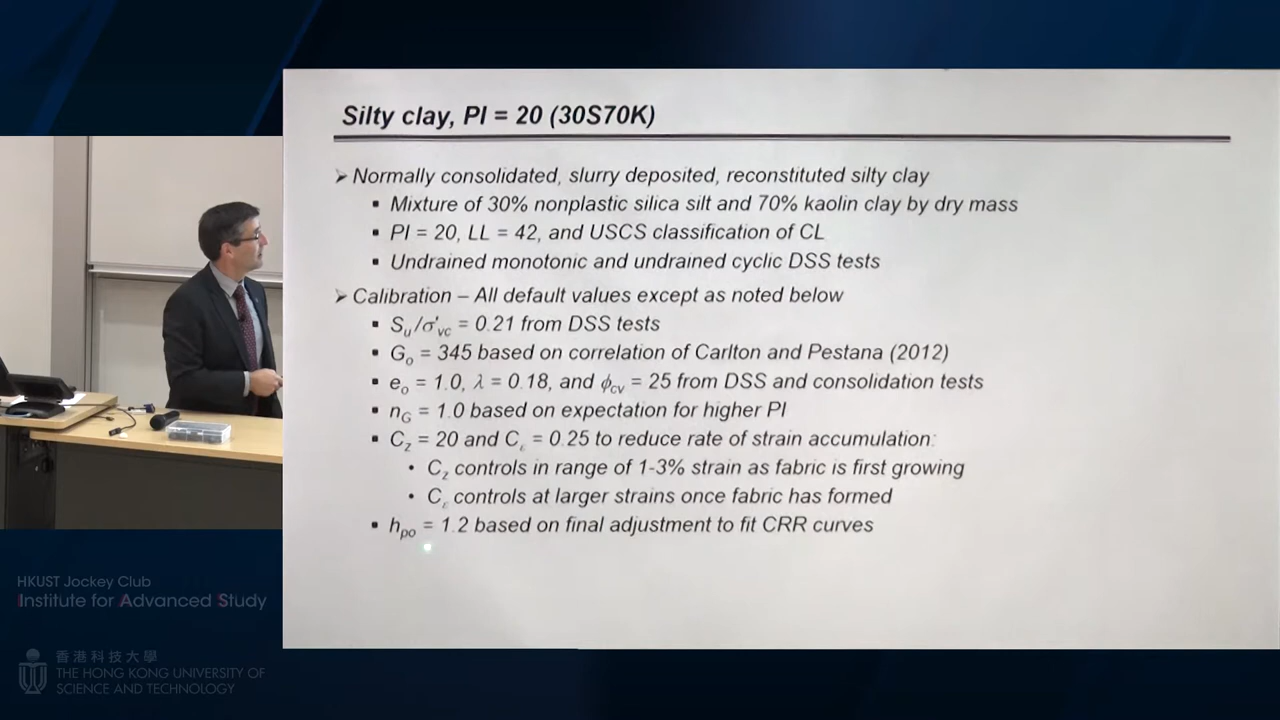 Silty clay, PI = 20 (30S70K)
➢ Normally consolidated, slurry deposited, reconstituted silty clay
▪ Mixture of 30% nonplastic silica silt and 70% kaolin clay by dry mass
▪ PI = 20, LL = 42, and USCS classification of CL
▪ Undrained monotonic and undrained cyclic DSS tests
➢ Calibration – All default values except as noted below
▪ Su/σ'vc = 0.21 from DSS tests
▪ Go = 345 based on correlation of Carlton and Pestana (2012)
▪ eo = 1.0, λ = 0.18, and ϕcv = 25 from DSS and consolidation tests
▪ nG = 1.0 based on expectation for higher PI
▪ Cz = 20 and Cε = 0.25 to reduce rate of strain accumulation:
• Cz controls in range of 1-3% strain as fabric is first growing
• Cε controls at larger strains once fabric has formed
▪ hpo = 1.2 based on final adjustment to fit CRR curves
HKUST Jockey Club
Institute for Advanced Study
香港科技大學
THE HONG KONG UNIVERSITY OF
SCIENCE AND TECHNOLOGY